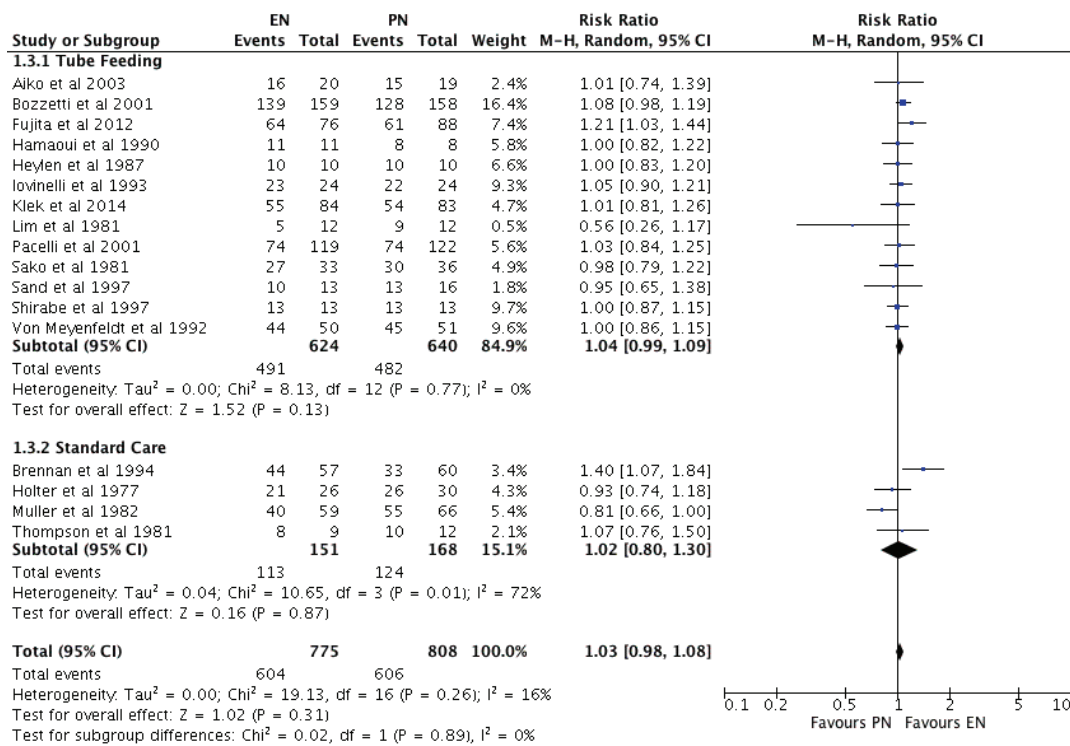 EN PN Risk Ratio Risk Ratio
Study or Subgroup Events Total Events Total Weight M-H, Random, 95% CI M-H, Random, 95% CI
1.3.1 Tube Feeding
Aiko et al 2003 16 20 15 19 2.4% 1.01 [0.74, 1.39]
Bozzetti et al 2001 139 159 128 158 16.4% 1.08 [0.98, 1.19]
Fujita et al 2012 64 76 61 88 7.4% 1.21 [1.03, 1.44]
Hamaoui et al 1990 11 11 8 8 5.8% 1.00 [0.82, 1.22]
Heylen et al 1987 10 10 10 10 6.6% 1.00 [0.83, 1.20]
Iovinelli et al 1993 23 24 22 24 9.3% 1.05 [0.90, 1.21]
Klek et al 2014 55 84 54 83 4.7% 1.01 [0.81, 1.26]
Lim et al 1981 5 12 9 12 0.5% 0.56 [0.26, 1.17]
Pacelli et al 2001 74 119 74 122 5.6% 1.03 [0.84, 1.25]
Sako et al 1981 27 33 30 36 4.9% 0.98 [0.79, 1.22]
Sand et al 1997 10 13 13 16 1.8% 0.95 [0.65, 1.38]
Shirabe et al 1997 13 13 13 13 9.7% 1.00 [0.87, 1.15]
Von Meyenfeldt et al 1992 44 50 45 51 9.6% 1.00 [0.86, 1.15]
Subtotal (95% CI) 624 640 84.9% 1.04 [0.99, 1.09]
Total events 491 482
Heterogeneity: Tau² = 0.00; Chi² = 8.13, df = 12 (P = 0.77); I² = 0%
Test for overall effect: Z = 1.52 (P = 0.13)
1.3.2 Standard Care
Brennan et al 1994 44 57 33 60 3.4% 1.40 [1.07, 1.84]
Holter et al 1977 21 26 26 30 4.3% 0.93 [0.74, 1.18]
Muller et al 1982 40 59 55 66 5.4% 0.81 [0.66, 1.00]
Thompson et al 1981 8 9 10 12 2.1% 1.07 [0.76, 1.50]
Subtotal (95% CI) 151 168 15.1% 1.02 [0.80, 1.30]
Total events 113 124
Heterogeneity: Tau² = 0.04; Chi² = 10.65, df = 3 (P = 0.01); I² = 72%
Test for overall effect: Z = 0.16 (P = 0.87)
Total (95% CI) 775 808 100.0% 1.03 [0.98, 1.08]
Total events 604 606
Heterogeneity: Tau² = 0.00; Chi² = 19.13, df = 16 (P = 0.26); I² = 16%
Test for overall effect: Z = 1.02 (P = 0.31)
Test for subgroup differences: Chi² = 0.02, df = 1 (P = 0.89), I² = 0%
0.1 0.2 0.5 1 2 5 10
Favours PN Favours EN